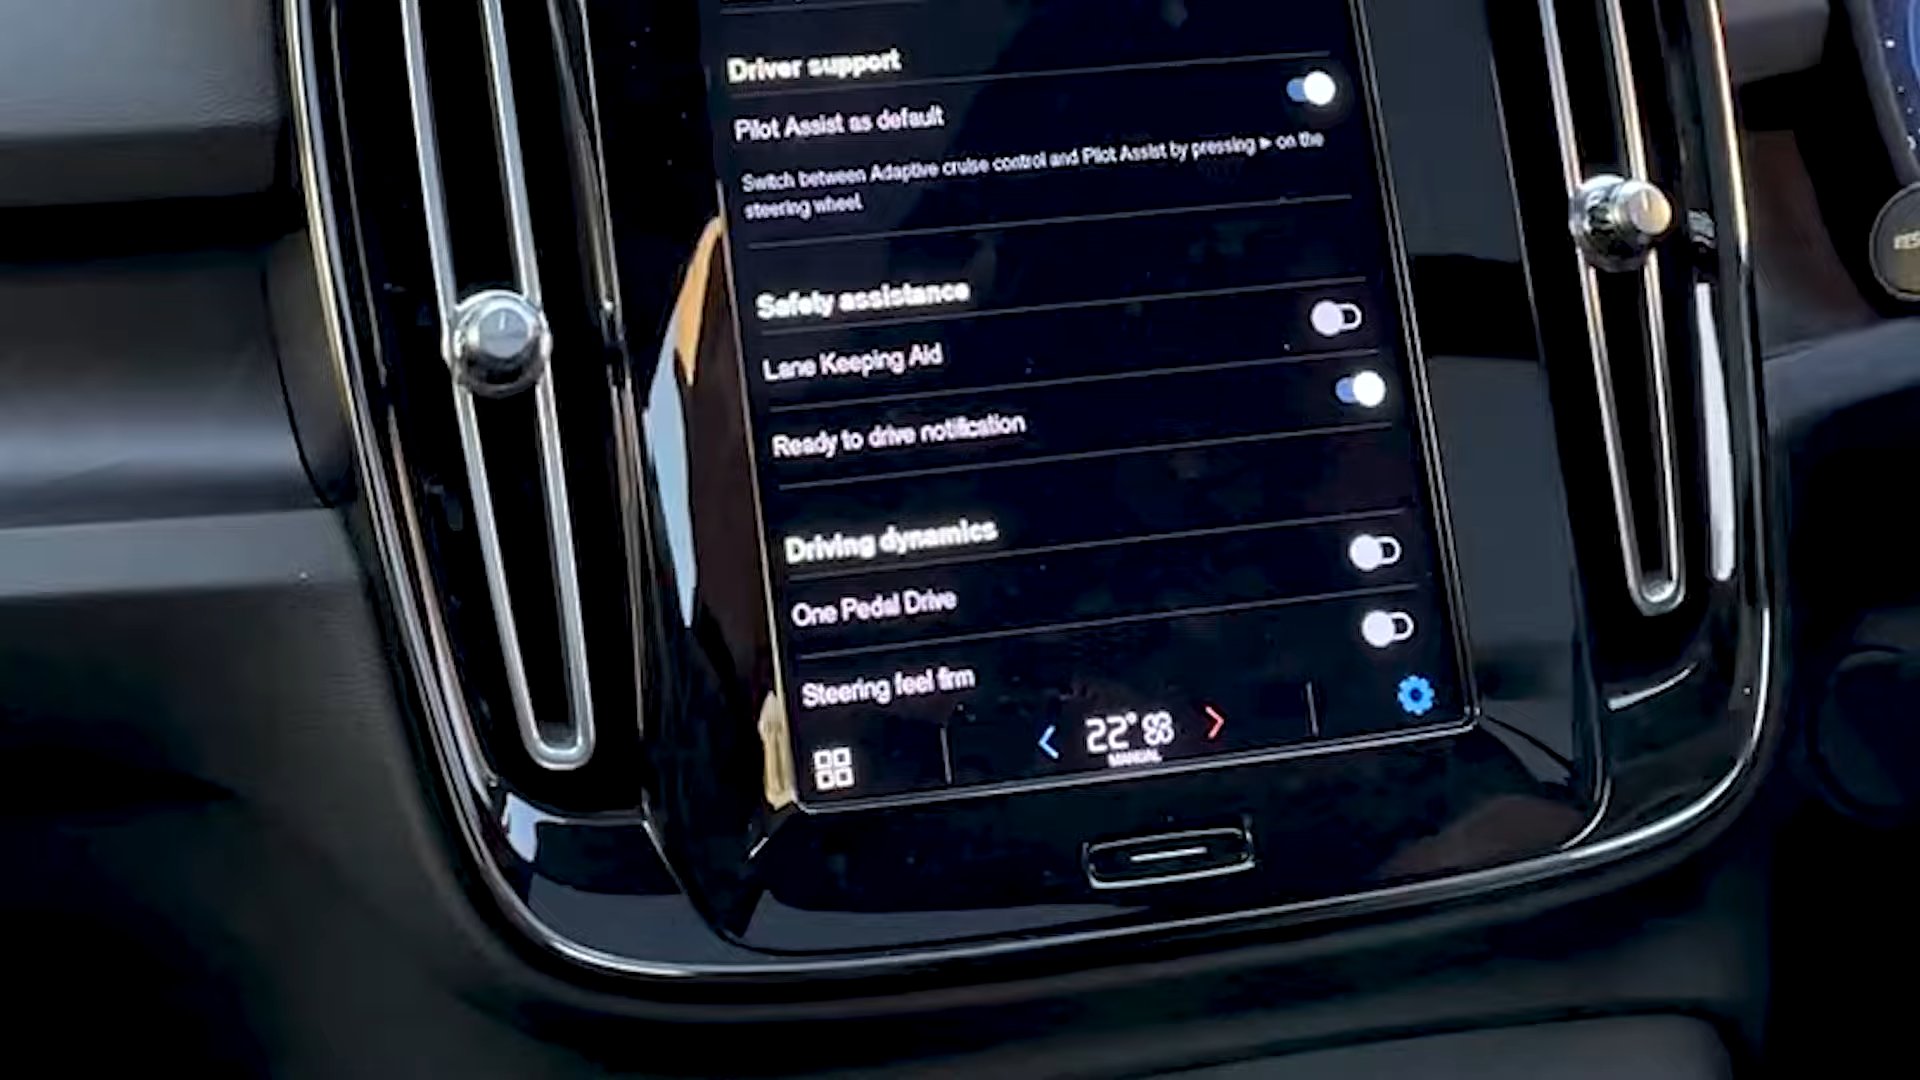 Driver support
Pilot Assist as default
Switch between Adaptive cruise control and Pilot Assist by pressing ▶ on the
steering wheel.
Safety assistance
Lane Keeping Aid
Ready to drive notification
Driving dynamics
One Pedal Drive
Steering feel firm
22°
MANUAL